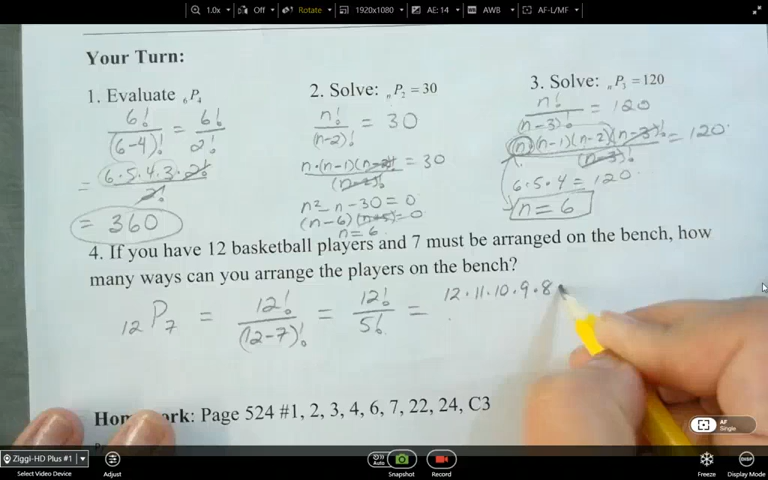 1.0x Off Rotate 1920x1080 AE: 14 AWB AF-L/MF
Your Turn:
1. Evaluate ₆P₄
6!/(6-4)! = 6!/2!
= 6·5·4·3·2!/2!
= 360
2. Solve: ₙP₂ = 30
n!/(n-2)! = 30
n·(n-1)(n-2)!/(n-2)! = 30
n² - n - 30 = 0
(n-6)(n+5) = 0
n = 6
3. Solve: ₙP₃ = 120
n!/(n-3)! = 120
(n)(n-1)(n-2)(n-3)!/(n-3)! = 120
6·5·4 = 120
n = 6
4. If you have 12 basketball players and 7 must be arranged on the bench, how
many ways can you arrange the players on the bench?
₁₂P₇ = 12!/(12-7)! = 12!/5! = 12·11·10·9·8
Homework: Page 524 #1, 2, 3, 4, 6, 7, 22, 24, C3
AF
Single
Ziggi-HD Plus #1
Select Video Device Adjust Auto Snapshot Record Freeze Display Mode